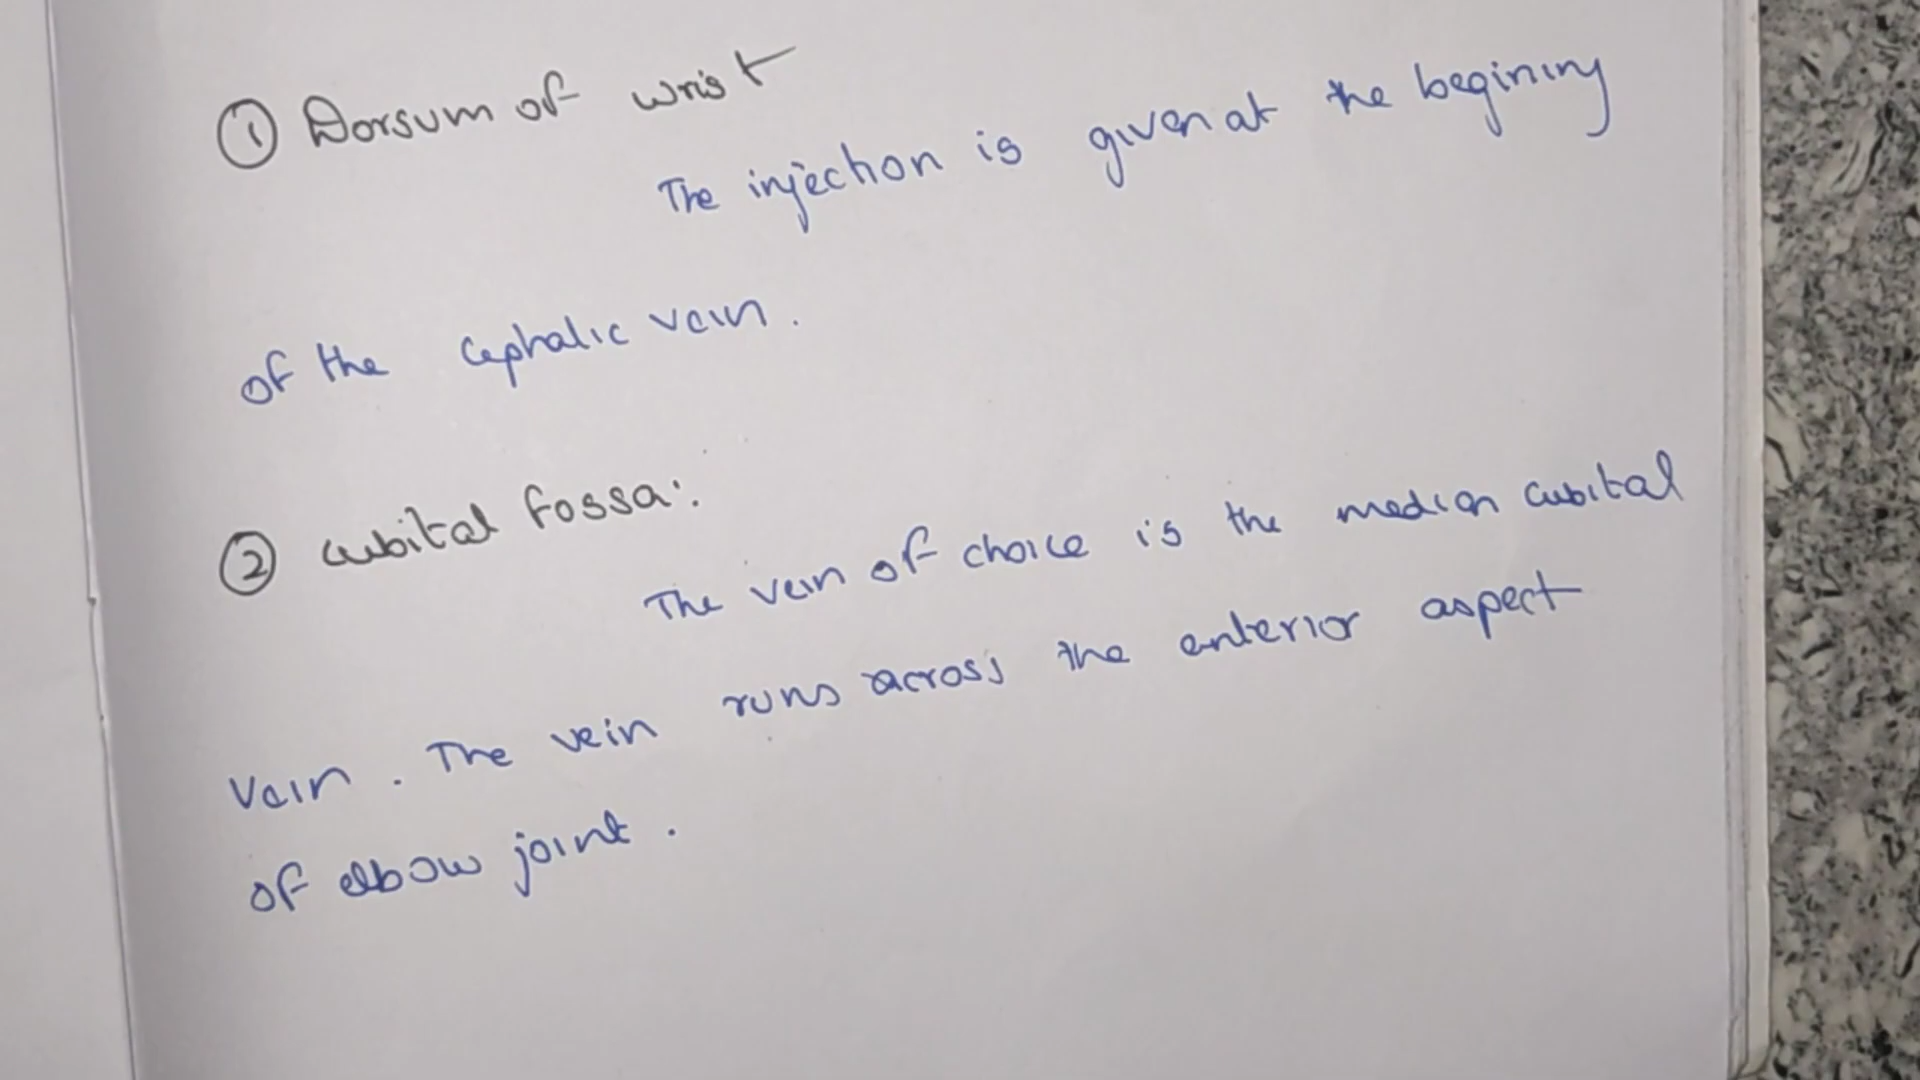 ① Dorsum of wrist
The injection is given at the begining
of the cephalic vein.
② cubital fossa:
The vein of choice is the median cubital
vein. The vein runs across the anterior aspect
of elbow joint.